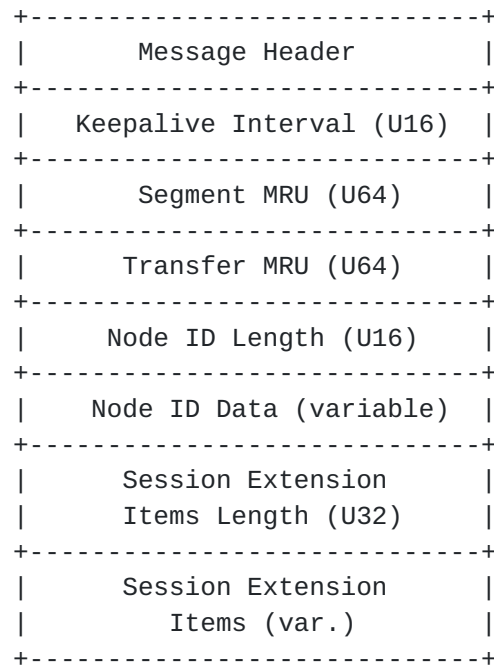 +-----------------------------+
|       Message Header        |
+-----------------------------+
|   Keepalive Interval (U16)  |
+-----------------------------+
|       Segment MRU (U64)     |
+-----------------------------+
|      Transfer MRU (U64)     |
+-----------------------------+
|     Node ID Length (U16)    |
+-----------------------------+
|    Node ID Data (variable)  |
+-----------------------------+
|      Session Extension      |
|      Items Length (U32)     |
+-----------------------------+
|      Session Extension      |
|         Items (var.)        |
+-----------------------------+